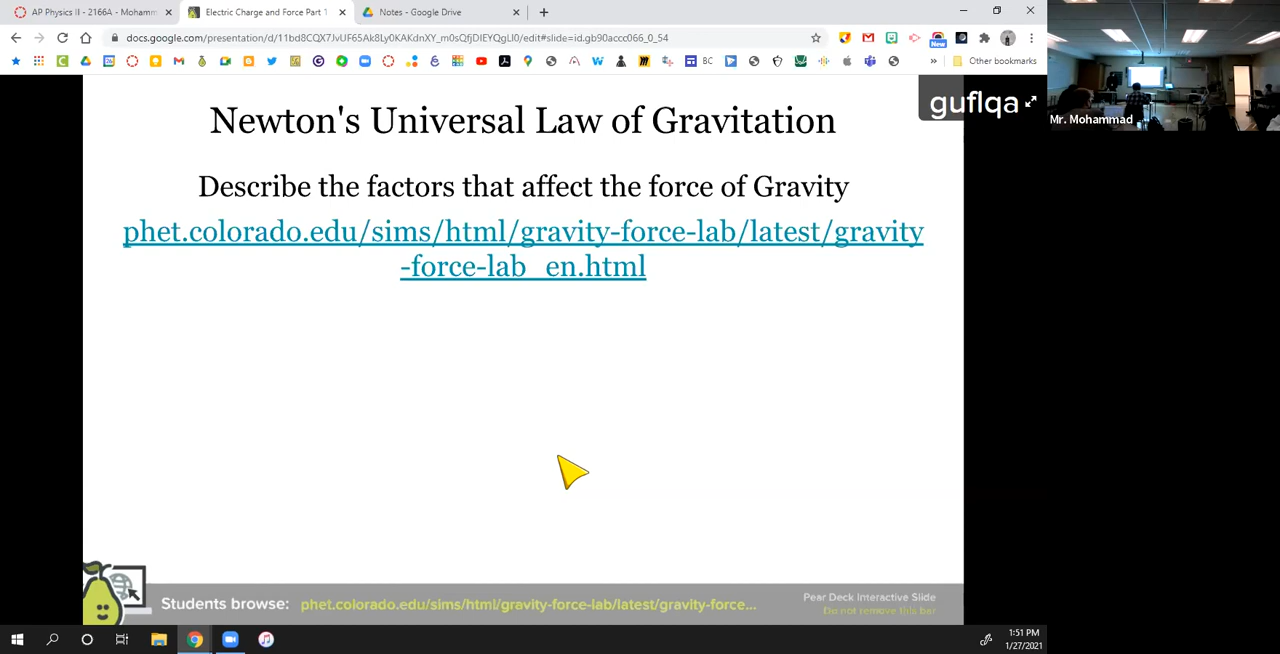 AP Physics II - 2166A - Mohamm
Electric Charge and Force Part 1
Notes - Google Drive
docs.google.com/presentation/d/11bd8CQX7JvUF65Ak8Ly0KAKdnXY_m0sQfjDIEYQgLl0/edit#slide=id.gb90accc066_0_54
New
BC
Other bookmarks
guflqa
Newton's Universal Law of Gravitation
Mr. Mohammad
Describe the factors that affect the force of Gravity
phet.colorado.edu/sims/html/gravity-force-lab/latest/gravity
-force-lab_en.html
Students browse: phet.colorado.edu/sims/html/gravity-force-lab/latest/gravity-force...
Pear Deck Interactive Slide
Do not remove this bar
1:51 PM
1/27/2021